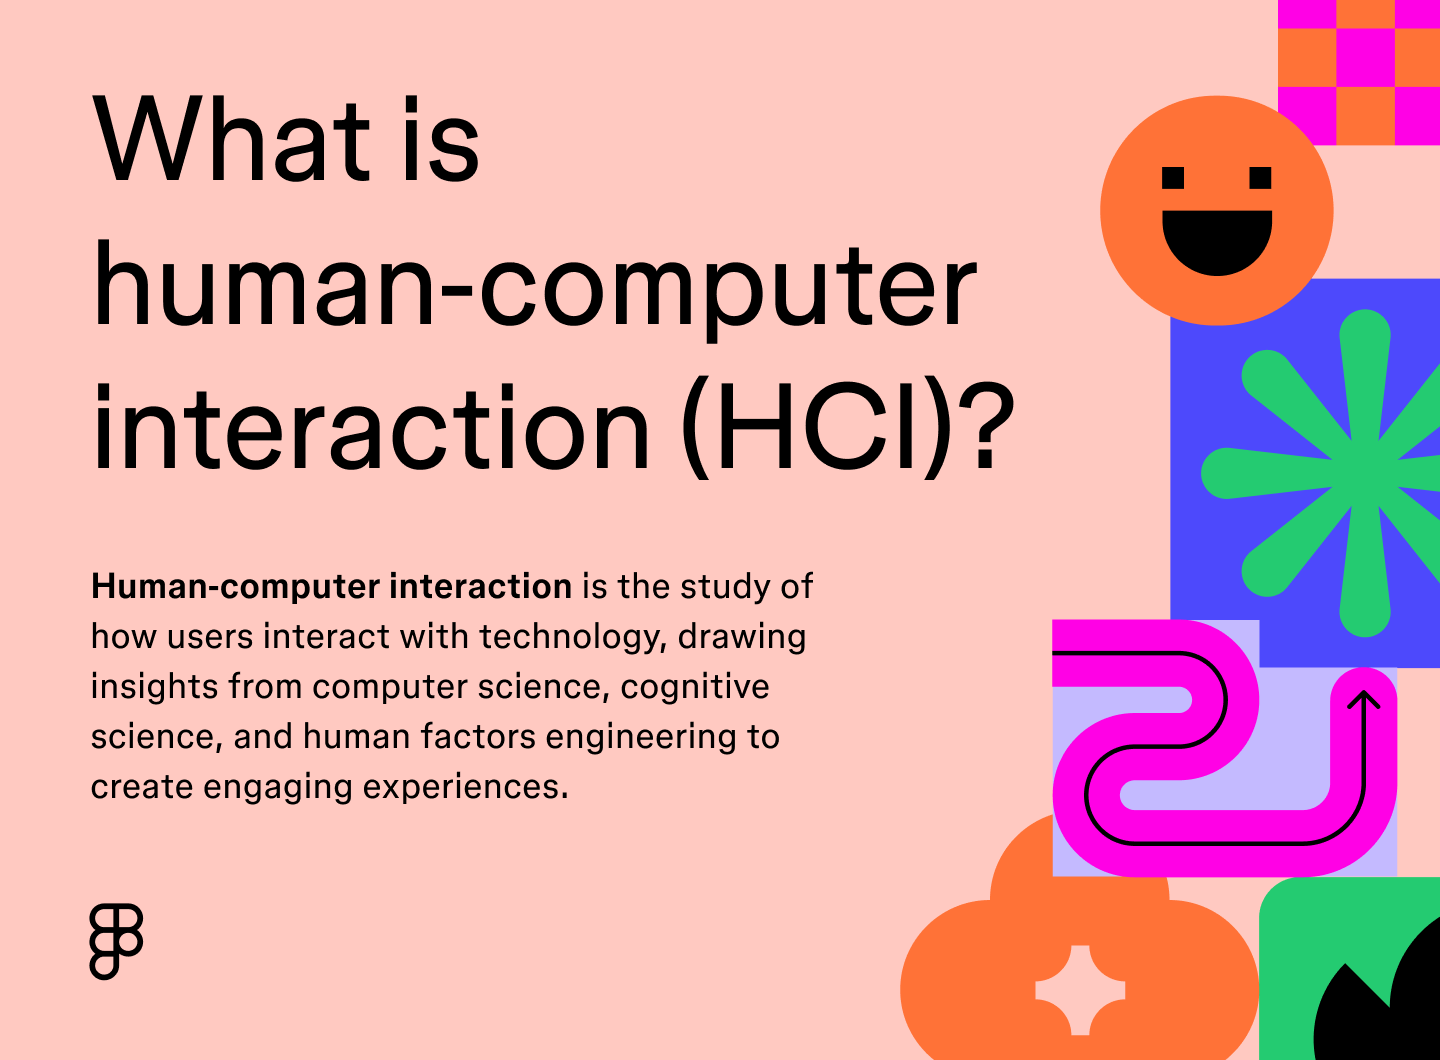 What is
human-computer
interaction (HCI)?
Human-computer interaction is the study of
how users interact with technology, drawing
insights from computer science, cognitive
science, and human factors engineering to
create engaging experiences.